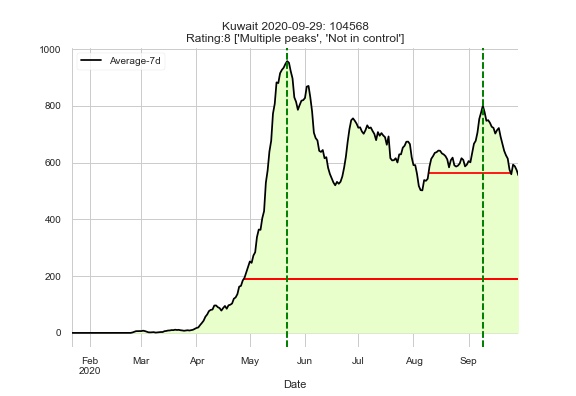 Kuwait 2020-09-29: 104568
Rating:8 ['Multiple peaks', 'Not in control']
Average-7d
1000
800
600
400
200
0
Feb Mar Apr May Jun Jul Aug Sep
2020
Date